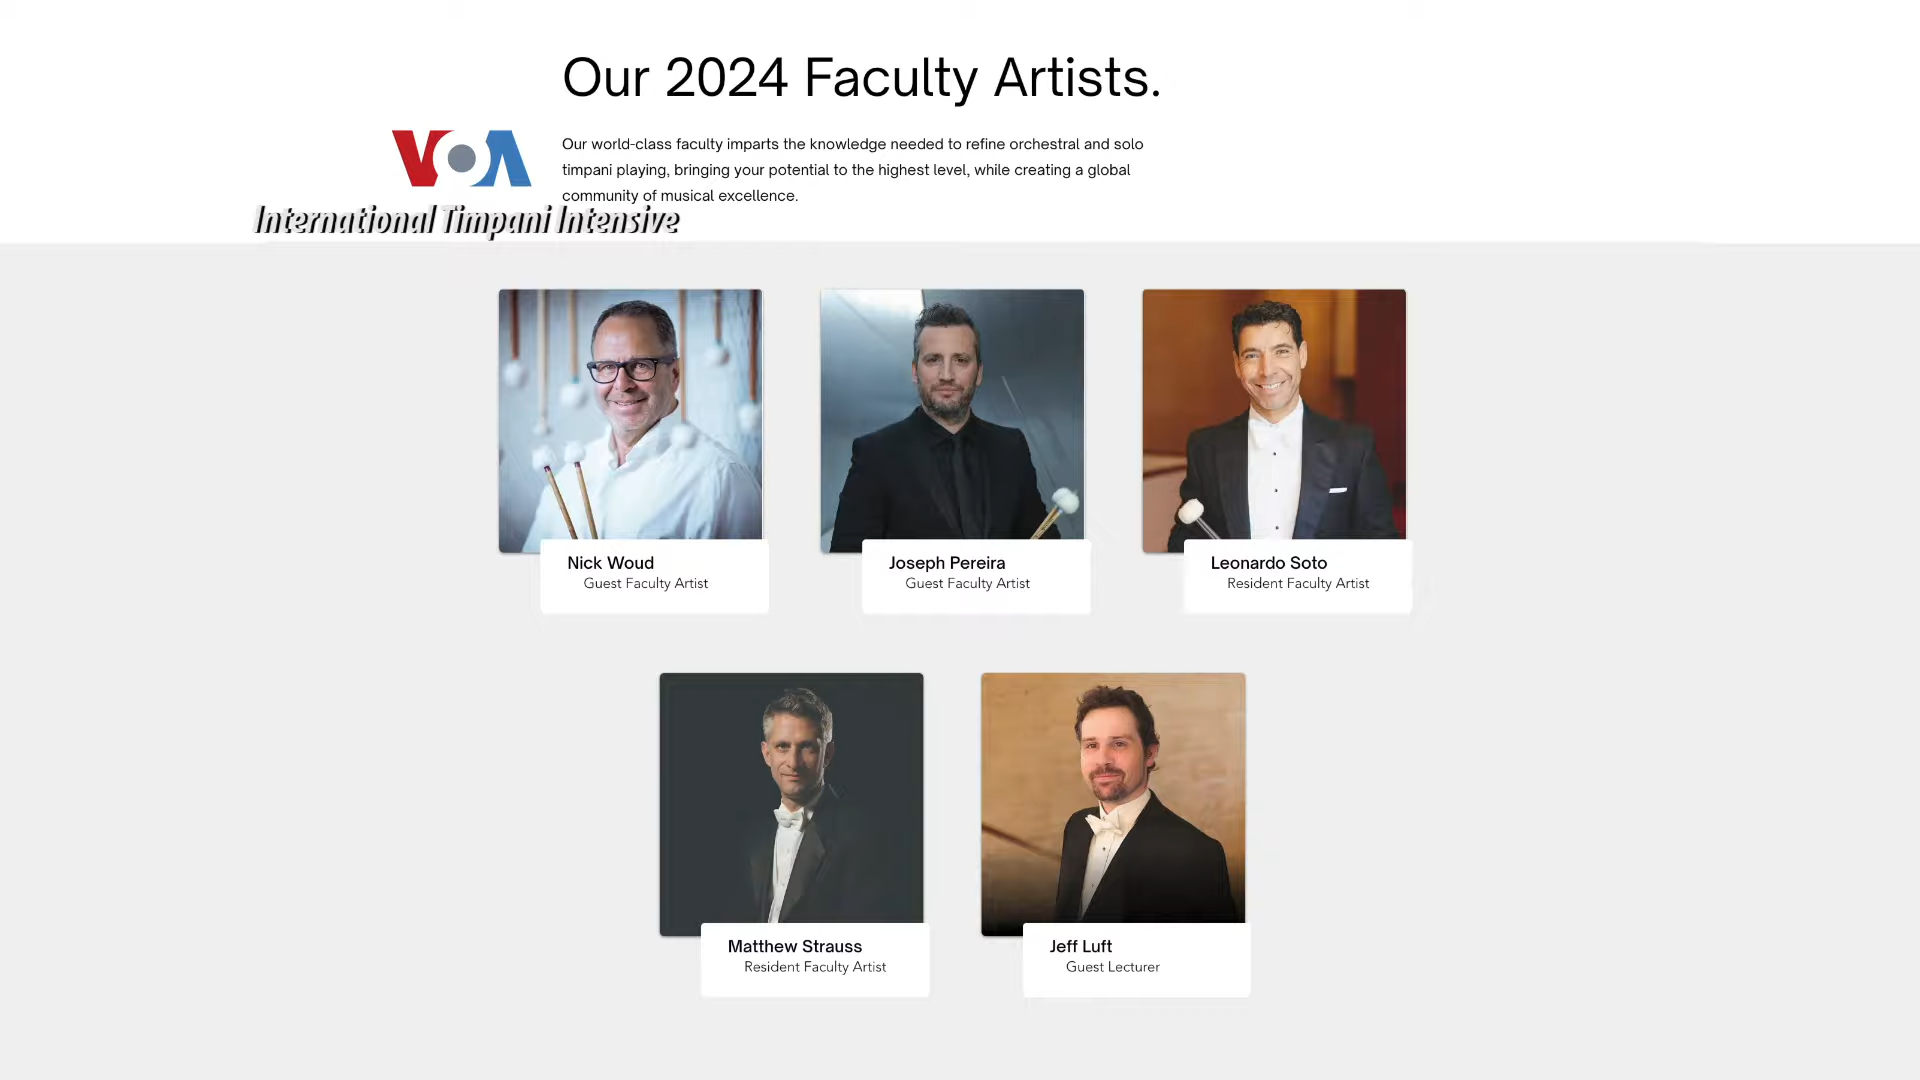 Our 2024 Faculty Artists.
VOA
Our world-class faculty imparts the knowledge needed to refine orchestral and solo
timpani playing, bringing your potential to the highest level, while creating a global
community of musical excellence.
International Timpani Intensive
Nick Woud
Guest Faculty Artist
Joseph Pereira
Guest Faculty Artist
Leonardo Soto
Resident Faculty Artist
Matthew Strauss
Resident Faculty Artist
Jeff Luft
Guest Lecturer